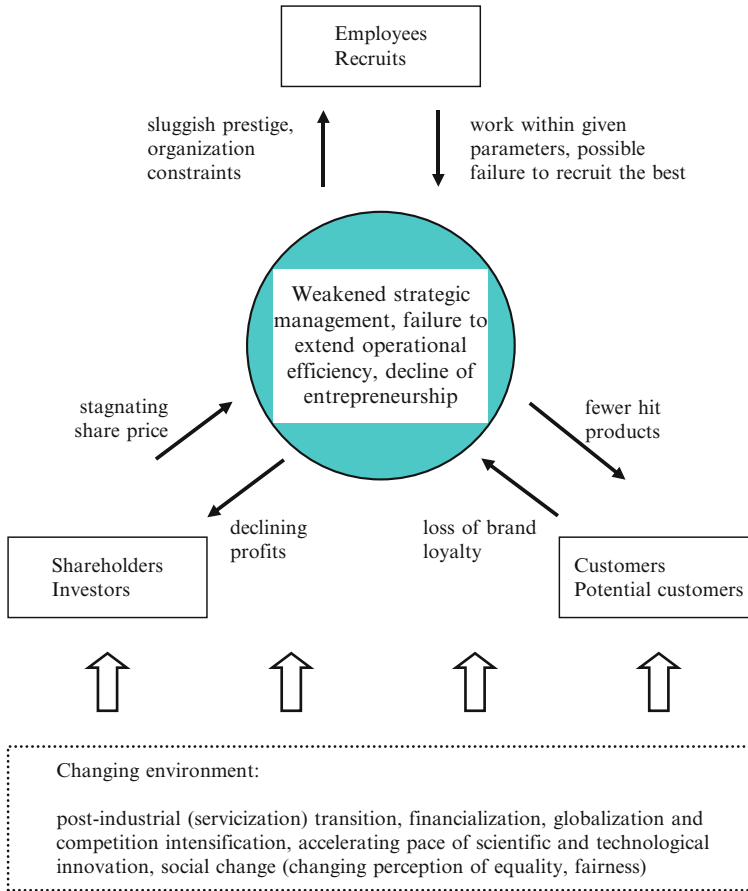 Employees
Recruits
sluggish prestige,
organization
constraints
work within given
parameters, possible
failure to recruit the best
Weakened strategic
management, failure to
extend operational
efficiency, decline of
entrepreneurship
stagnating
share price
fewer hit
products
declining
profits
loss of brand
loyalty
Shareholders
Investors
Customers
Potential customers
Changing environment:
post-industrial (servicization) transition, financialization, globalization and
competition intensification, accelerating pace of scientific and technological
innovation, social change (changing perception of equality, fairness)